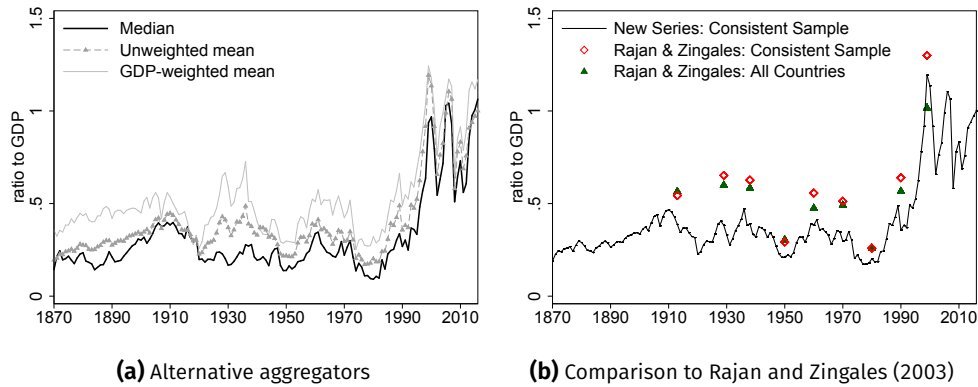 1.5
1
.5
0
ratio to GDP
Median
Unweighted mean
GDP-weighted mean
1870 1890 1910 1930 1950 1970 1990 2010
(a) Alternative aggregators
1.5
1
.5
0
ratio to GDP
New Series: Consistent Sample
Rajan & Zingales: Consistent Sample
Rajan & Zingales: All Countries
1870 1890 1910 1930 1950 1970 1990 2010
(b) Comparison to Rajan and Zingales (2003)